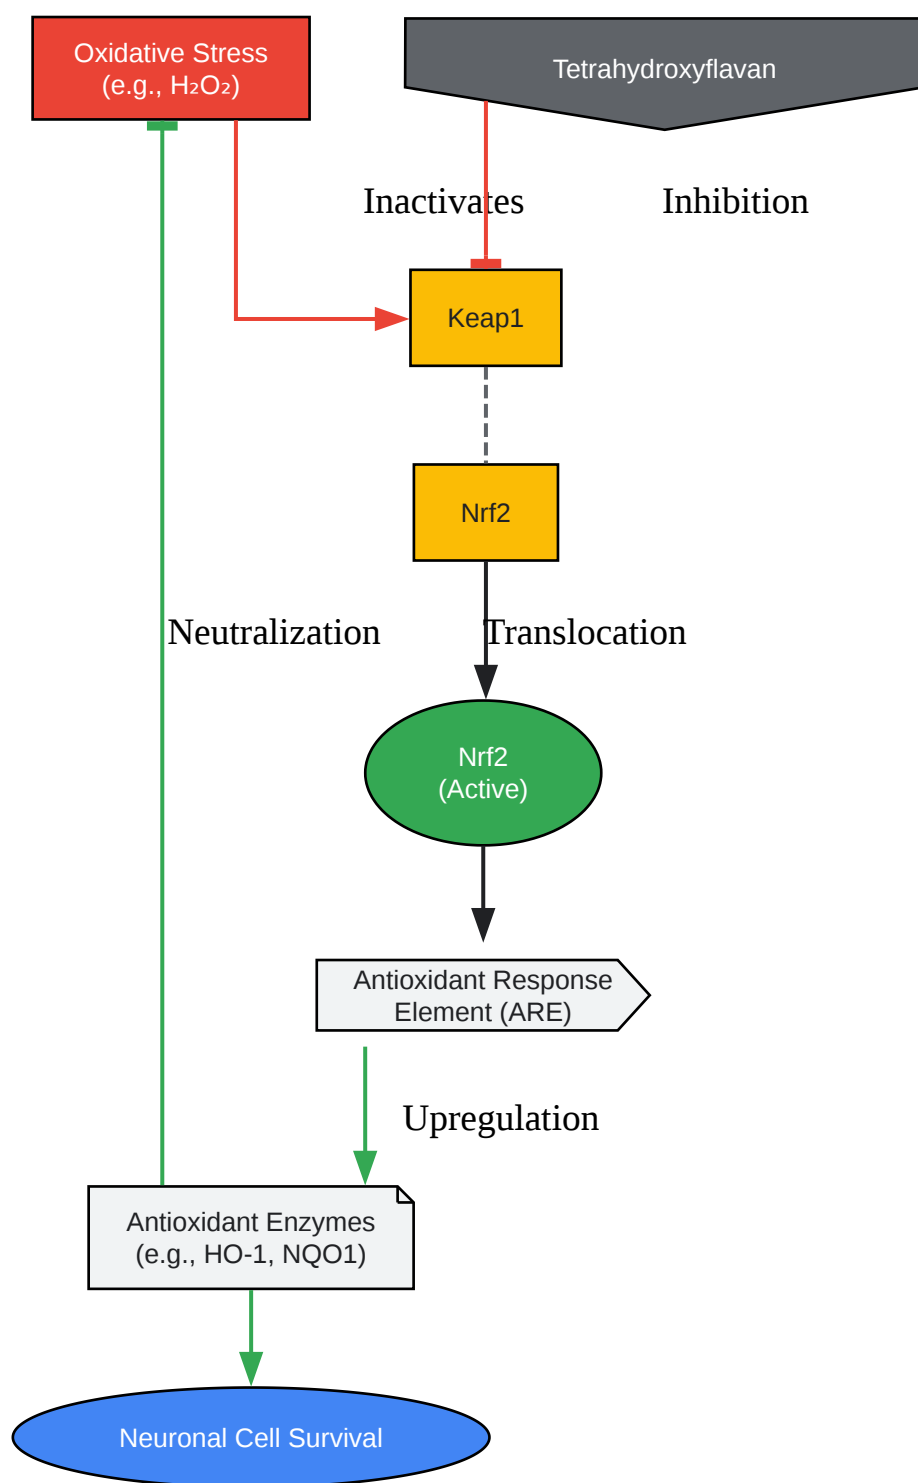 Oxidative Stress
(e.g., H₂O₂)
Tetrahydroxyflavan
Inactivates
Inhibition
Keap1
Nrf2
Neutralization
Translocation
Nrf2
(Active)
Antioxidant Response
Element (ARE)
Upregulation
Antioxidant Enzymes
(e.g., HO-1, NQO1)
Neuronal Cell Survival